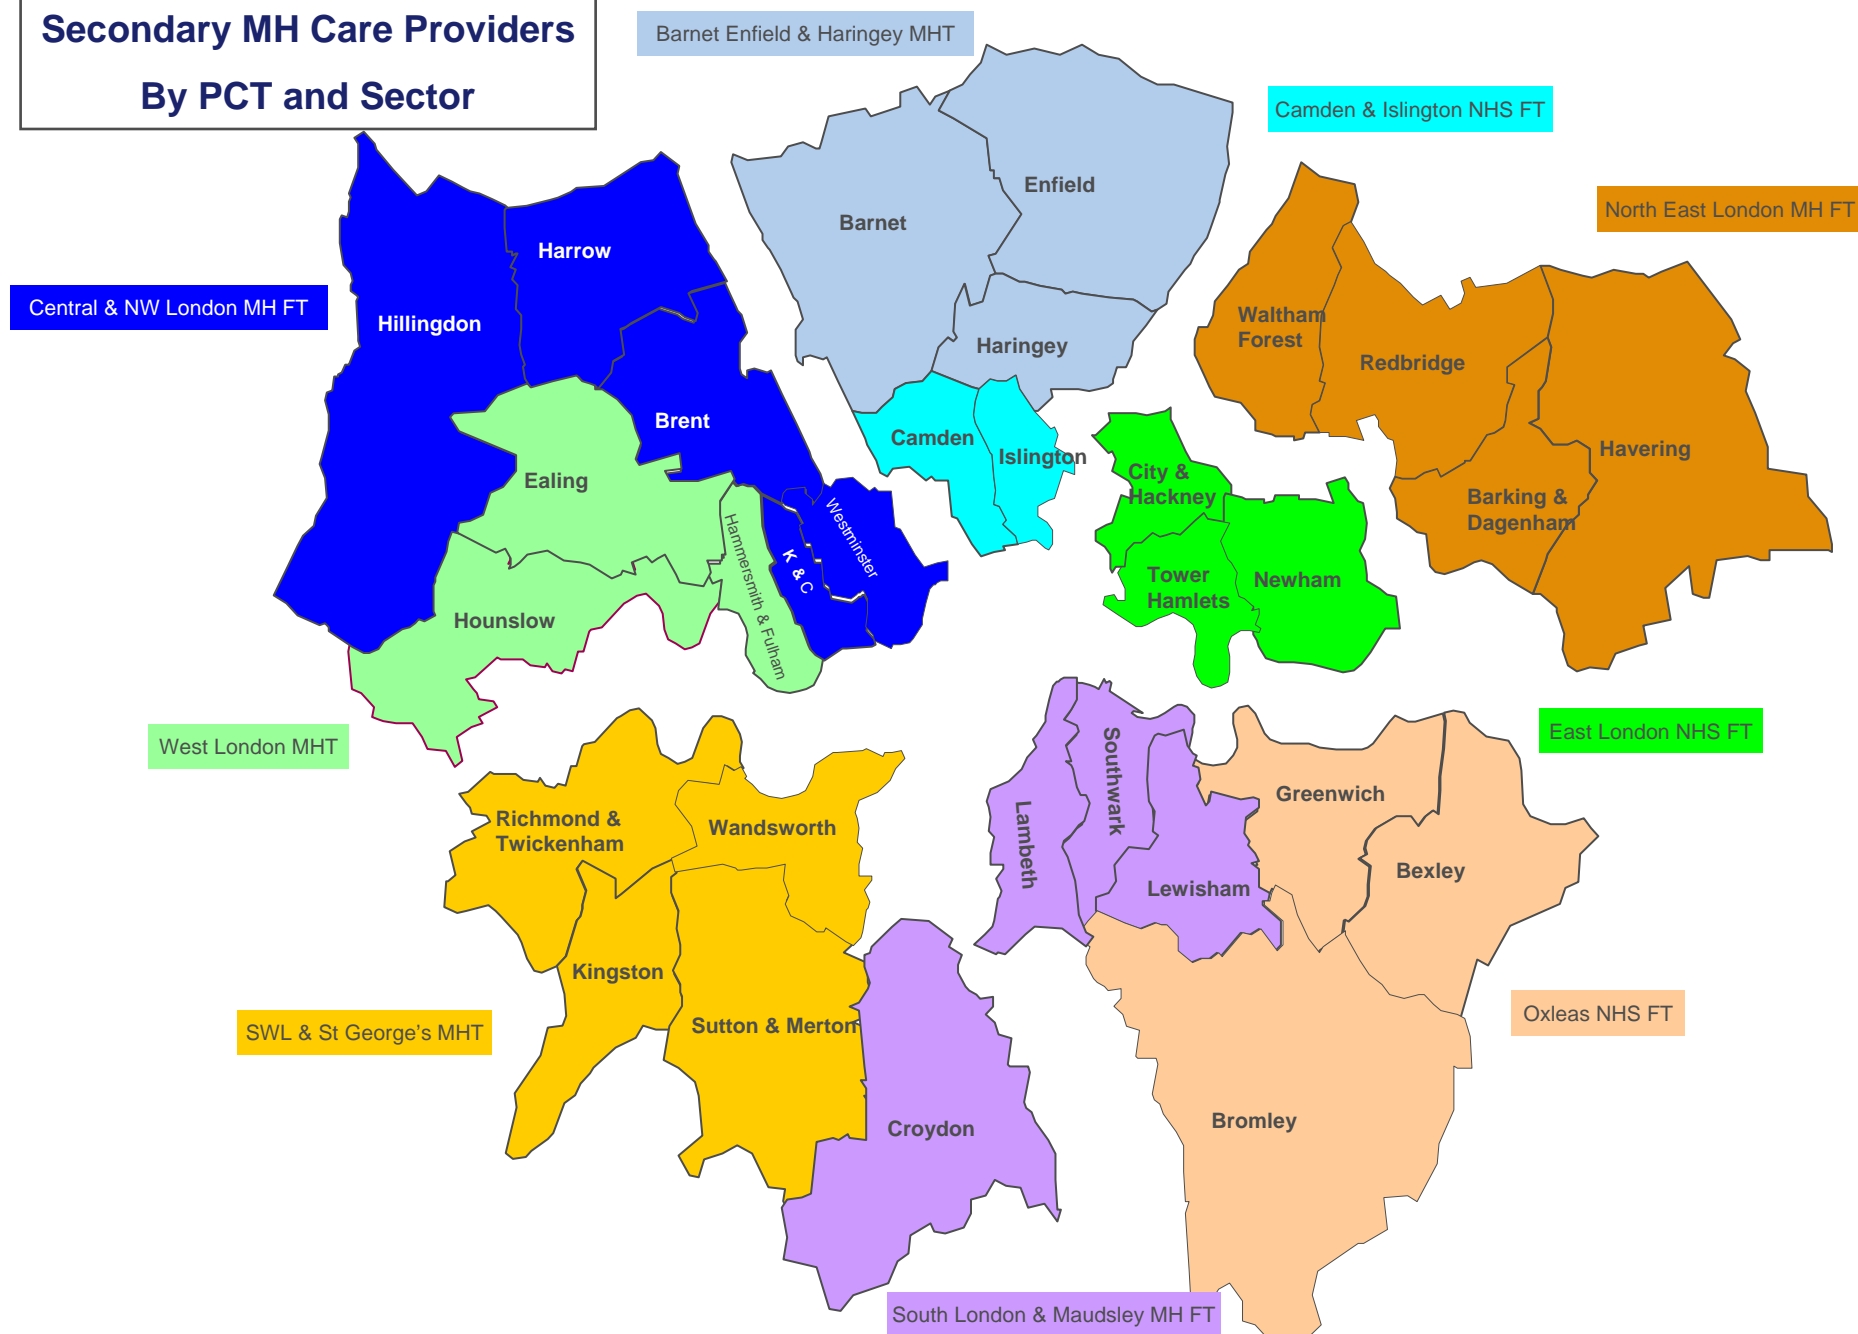 Secondary MH Care Providers
By PCT and Sector
Barnet Enfield & Haringey MHT
Camden & Islington NHS FT
North East London MH FT
Central & NW London MH FT
Enfield
Barnet
Harrow
Hillingdon
Haringey
Waltham
Forest
Redbridge
Brent
Camden
Islington
Havering
Ealing
City &
Hackney
Barking &
Dagenham
Westminster
K & C
Hammersmith & Fulham
Tower
Hamlets
Newham
Hounslow
West London MHT
East London NHS FT
Richmond &
Twickenham
Wandsworth
Lambeth
Southwark
Greenwich
Lewisham
Bexley
Kingston
Sutton & Merton
SWL & St George’s MHT
Oxleas NHS FT
Croydon
Bromley
South London & Maudsley MH FT